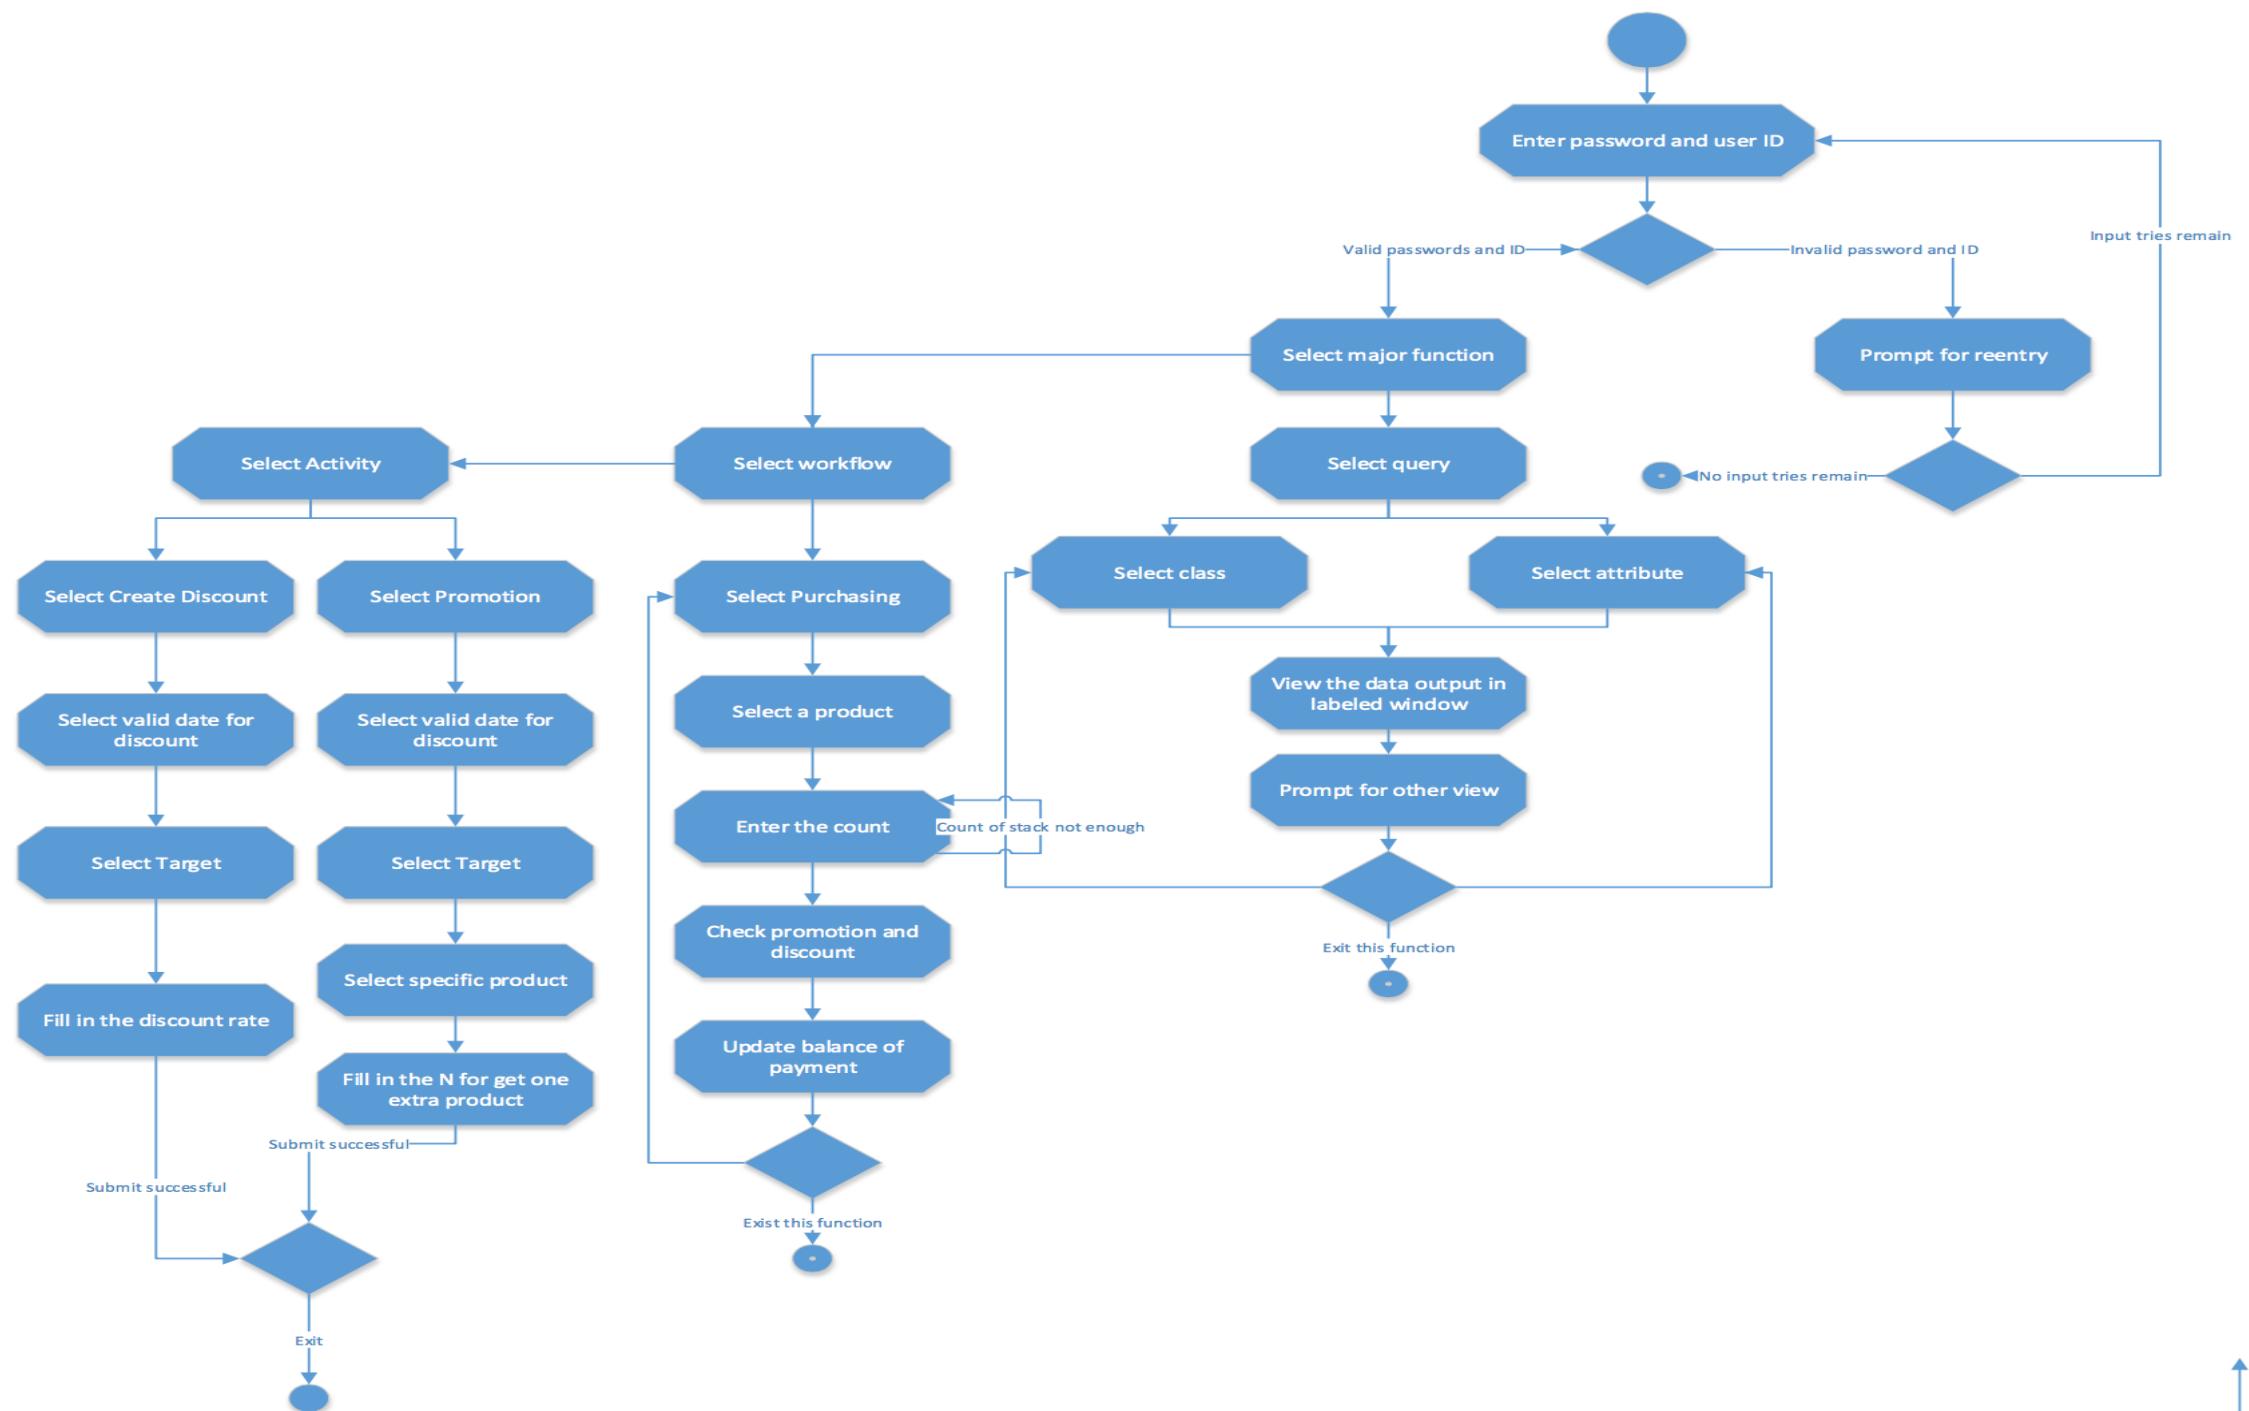 Enter password and user ID
Input tries remain
Valid passwords and ID
Invalid password and ID
Select major function
Prompt for reentry
Select Activity
Select workflow
Select query
No input tries remain
Select class
Select attribute
Select Create Discount
Select Promotion
Select Purchasing
View the data output in
labeled window
Select valid date for
discount
Select valid date for
discount
Select a product
Prompt for other view
Enter the count
Count of stack not enough
Select Target
Select Target
Check promotion and
discount
Exit this function
Select specific product
Fill in the discount rate
Update balance of
payment
Fill in the N for get one
extra product
Submit successful
Submit successful
Exist this function
Exit